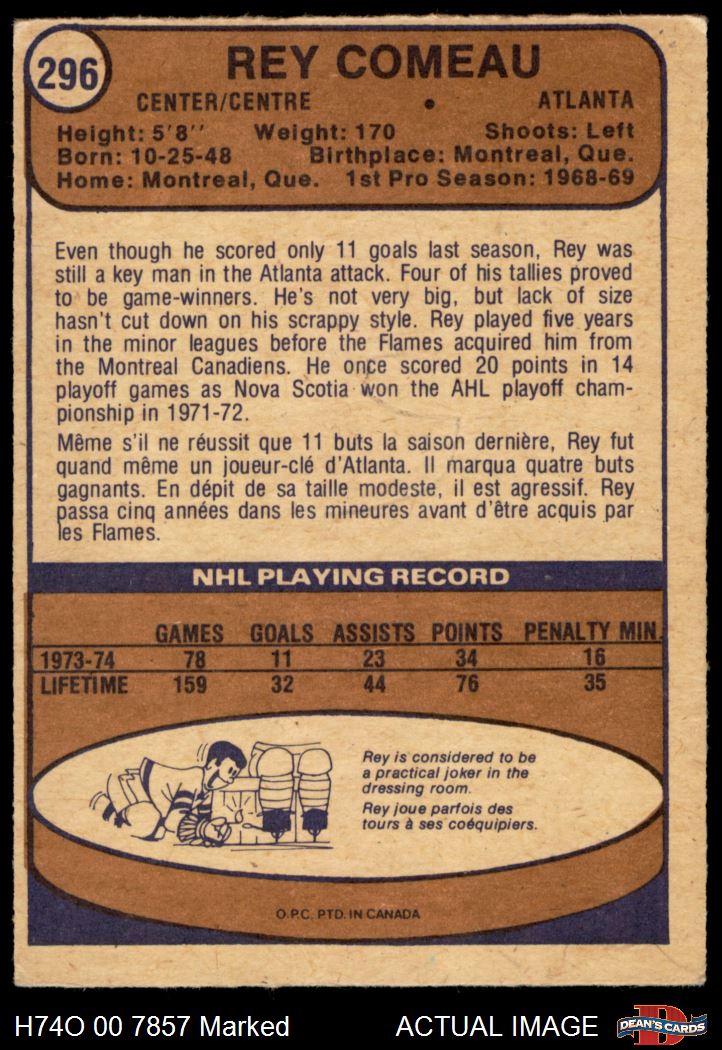 296
REY COMEAU
CENTER/CENTRE • ATLANTA
Height: 5'8'' Weight: 170 Shoots: Left
Born: 10-25-48 Birthplace: Montreal, Que.
Home: Montreal, Que. 1st Pro Season: 1968-69
Even though he scored only 11 goals last season, Rey was
still a key man in the Atlanta attack. Four of his tallies proved
to be game-winners. He's not very big, but lack of size
hasn't cut down on his scrappy style. Rey played five years
in the minor leagues before the Flames acquired him from
the Montreal Canadiens. He once scored 20 points in 14
playoff games as Nova Scotia won the AHL playoff cham-
pionship in 1971-72.
Même s'il ne réussit que 11 buts la saison dernière, Rey fut
quand même un joueur-clé d'Atlanta. Il marqua quatre buts
gagnants. En dépit de sa taille modeste, il est agressif. Rey
passa cinq années dans les mineures avant d'être acquis par
les Flames.
NHL PLAYING RECORD
GAMES GOALS ASSISTS POINTS PENALTY MIN.
1973-74 78 11 23 34 16
LIFETIME 159 32 44 76 35
Rey is considered to be
a practical joker in the
dressing room.
Rey joue parfois des
tours à ses coéquipiers.
O.P.C. PTD. IN CANADA
H74O 00 7857 Marked ACTUAL IMAGE
D
DEAN'S CARDS